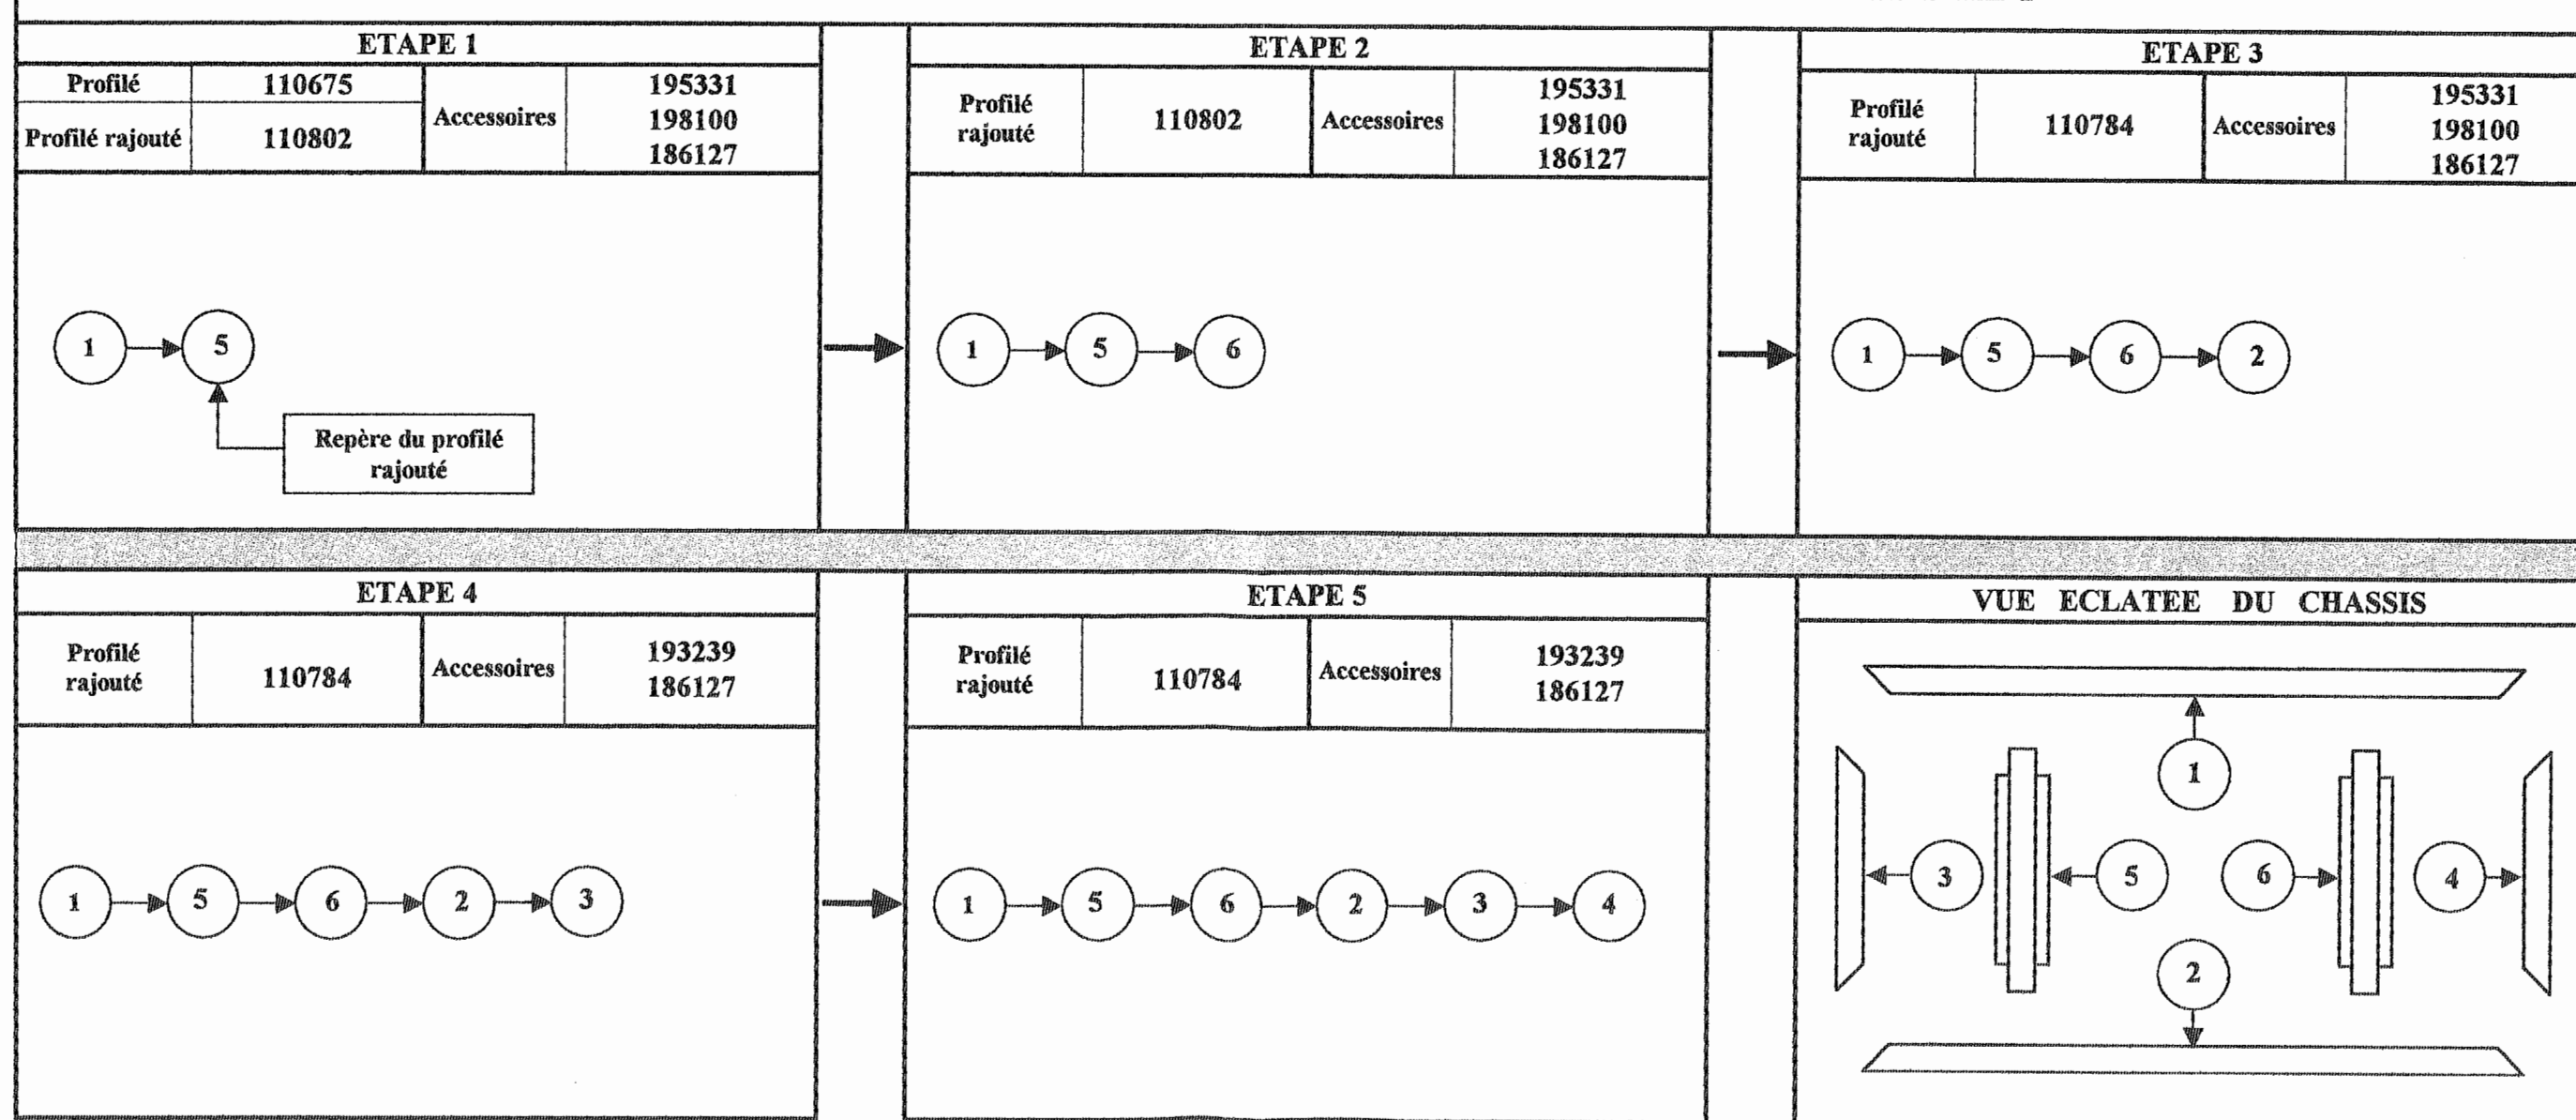 ETAPE 1
Profilé 110675
Profilé rajouté 110802
Accessoires
195331
198100
186127
1 5
Repère du profilé
rajouté
ETAPE 2
Profilé
rajouté
110802
Accessoires
195331
198100
186127
1 5 6
ETAPE 3
Profilé
rajouté
110784
Accessoires
195331
198100
186127
1 5 6 2
ETAPE 4
Profilé
rajouté
110784
Accessoires
193239
186127
1 5 6 2 3
ETAPE 5
Profilé
rajouté
110784
Accessoires
193239
186127
1 5 6 2 3 4
VUE ECLATEE DU CHASSIS
1
3 5 6 4
2